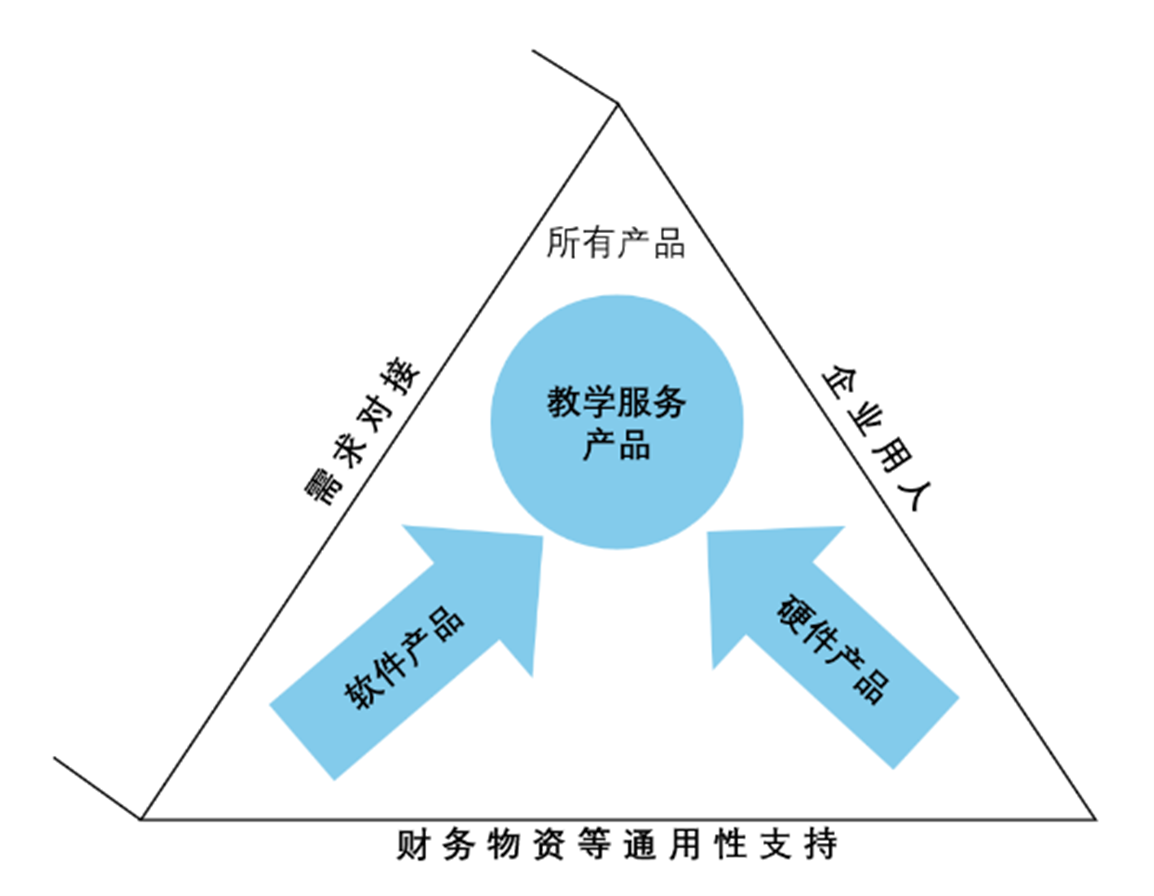 所有产品
教学服务
产品
需求对接
企业用人
软件产品
硬件产品
财务物资等通用性支持